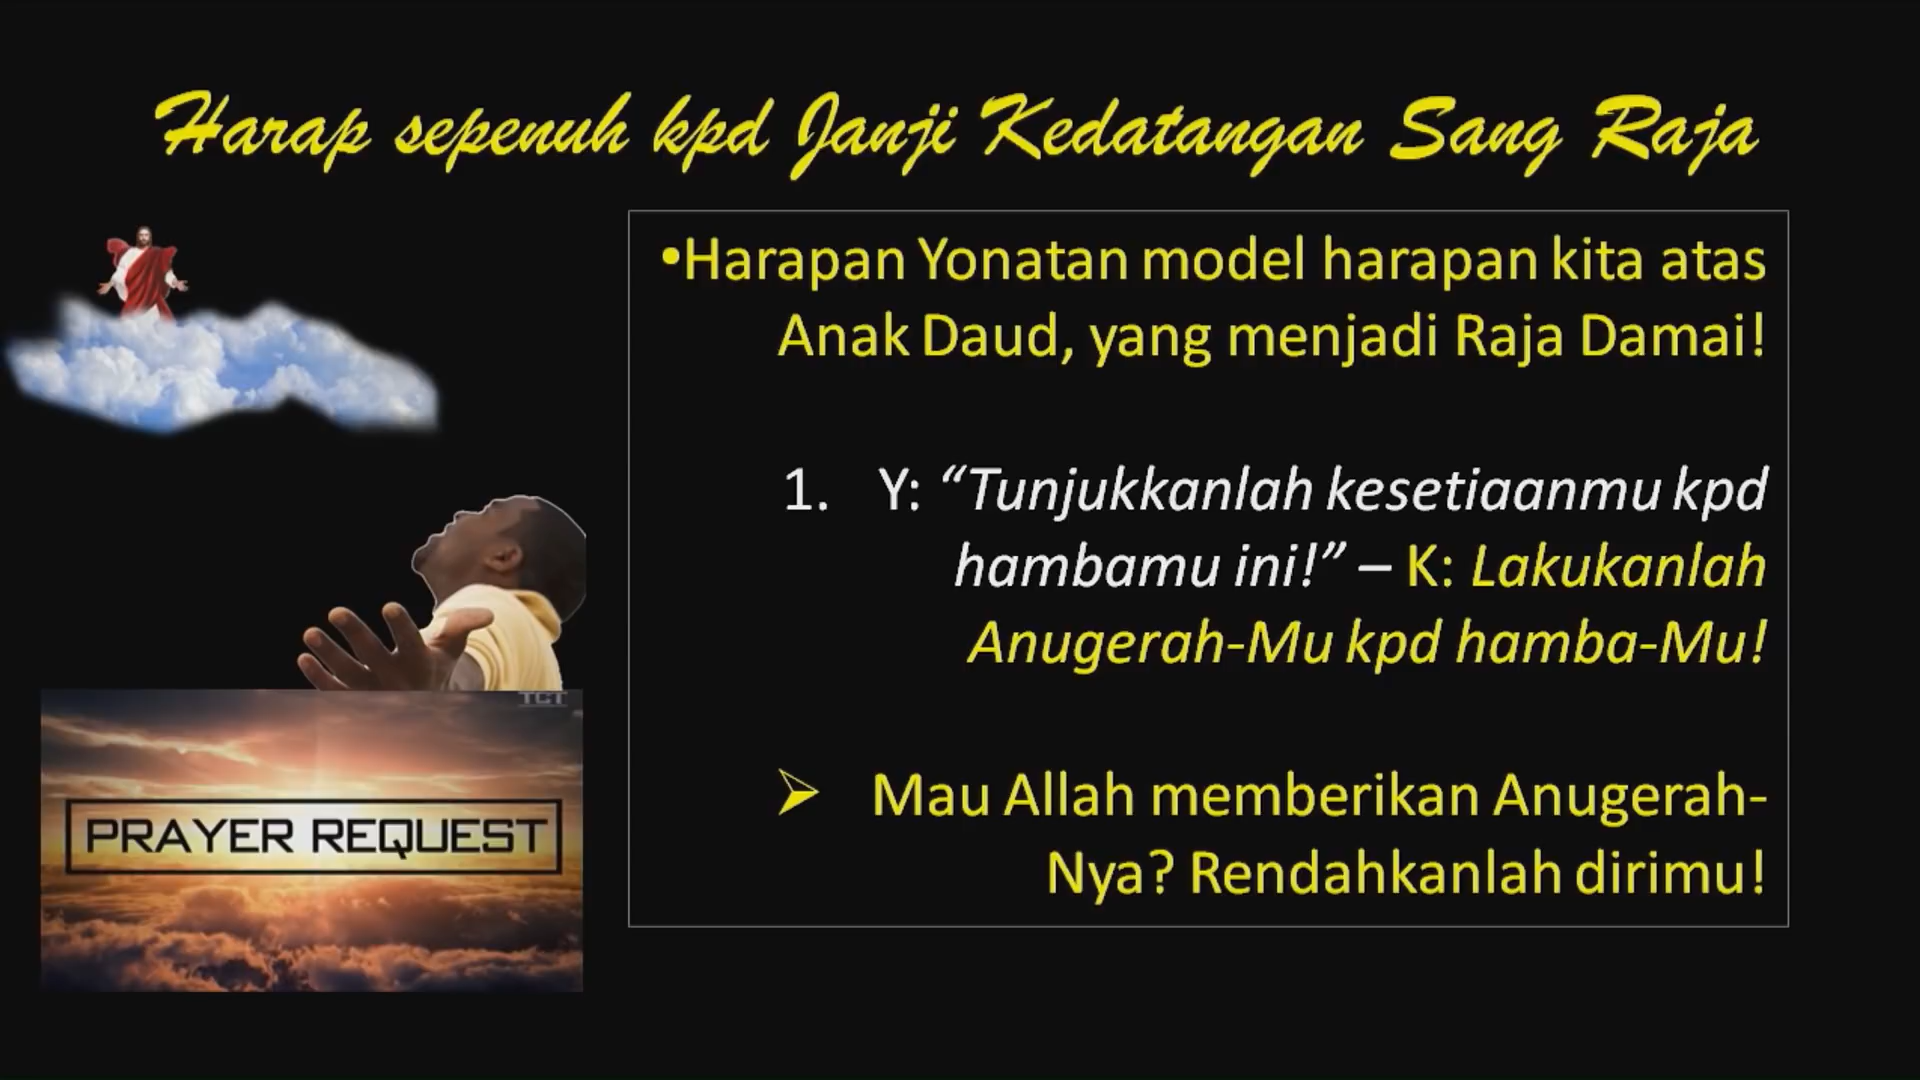 Harap sepenuh kpd Janji Kedatangan Sang Raja
•Harapan Yonatan model harapan kita atas
Anak Daud, yang menjadi Raja Damai!
1. Y: “Tunjukkanlah kesetiaanmu kpd
hambamu ini!” – K: Lakukanlah
Anugerah-Mu kpd hamba-Mu!
➢ Mau Allah memberikan Anugerah-
Nya? Rendahkanlah dirimu!
TCT
PRAYER REQUEST